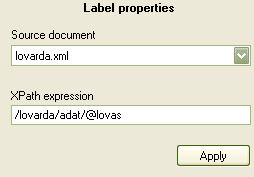 Label properties
Source document
lovarda.xml
XPath expression
/lovarda/adat/@lovas
Apply